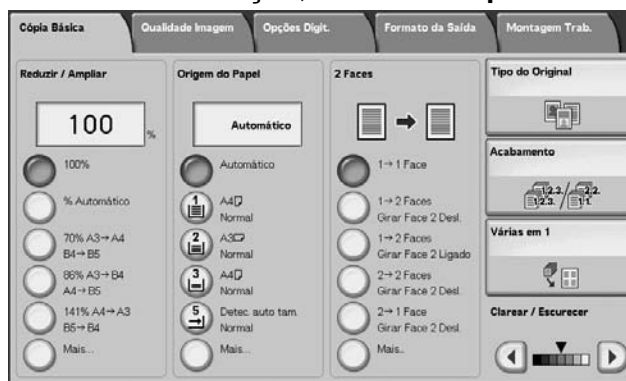 Cópia Básica
Qualidade Imagem
Opções Digit.
Formato da Saída
Montagem Trab.
Reduzir / Ampliar
100 %
100%
% Automático
70% A3→A4
B4→B5
86% A3→B4
A4→B5
141% A4→A3
B5→B4
Mais...
Origem do Papel
Automático
Automático
1 A4
Normal
2 A3
Normal
3 A4
Normal
5 Detec. auto tam.
Normal
Mais...
2 Faces
1→1 Face
1→2 Faces
Girar Face 2 Desl.
1→2 Faces
Girar Face 2 Ligado
2→2 Faces
Girar Face 2 Desl.
2→1 Face
Girar Face 2 Desl.
Mais..
Tipo do Original
Acabamento
Várias em 1
Clarear / Escurecer